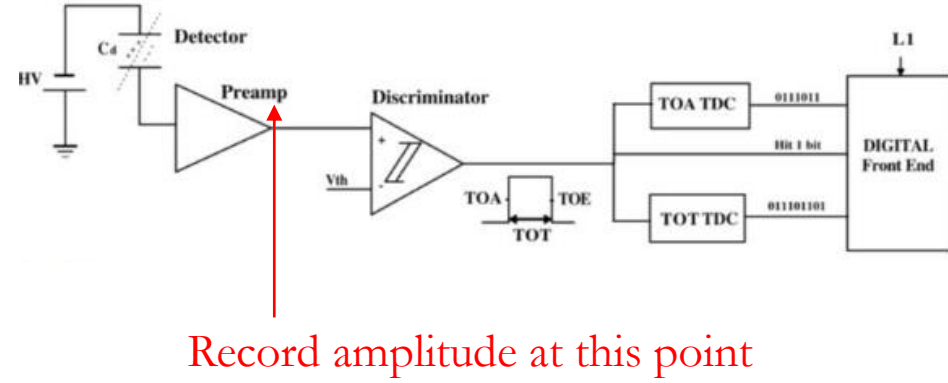 L1
Cd
Detector
HV
Preamp
Discriminator
TOA TDC
0111011
+
Hit 1 bit
DIGITAL
Front End
Vth
-
TOA
TOE
TOT
TOT TDC
011101101
Record amplitude at this point